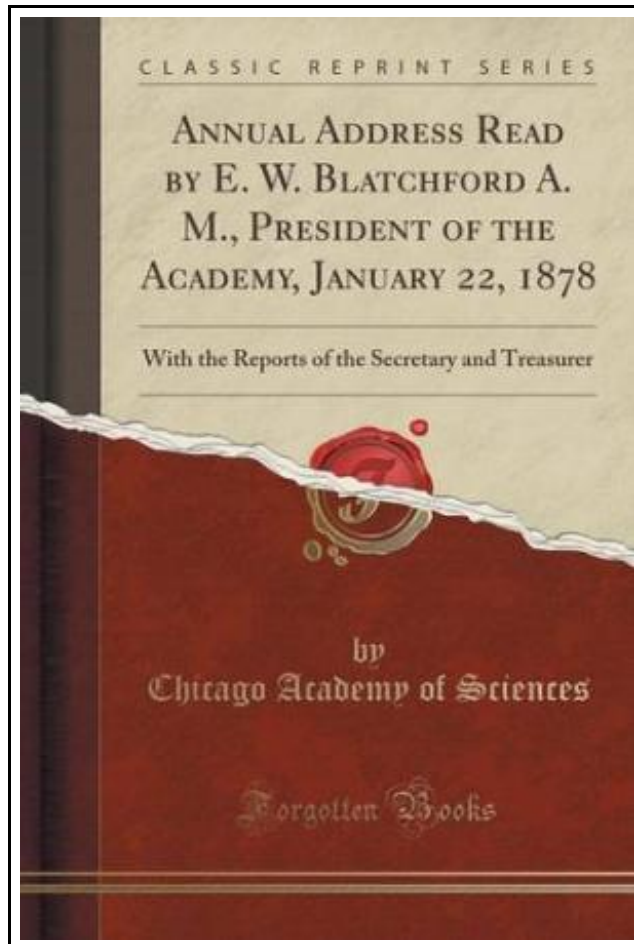 CLASSIC REPRINT SERIES
ANNUAL ADDRESS READ
BY E. W. BLATCHFORD A.
M., PRESIDENT OF THE
ACADEMY, JANUARY 22, 1878
With the Reports of the Secretary and Treasurer
by
Chicago Academy of Sciences
Forgotten Books